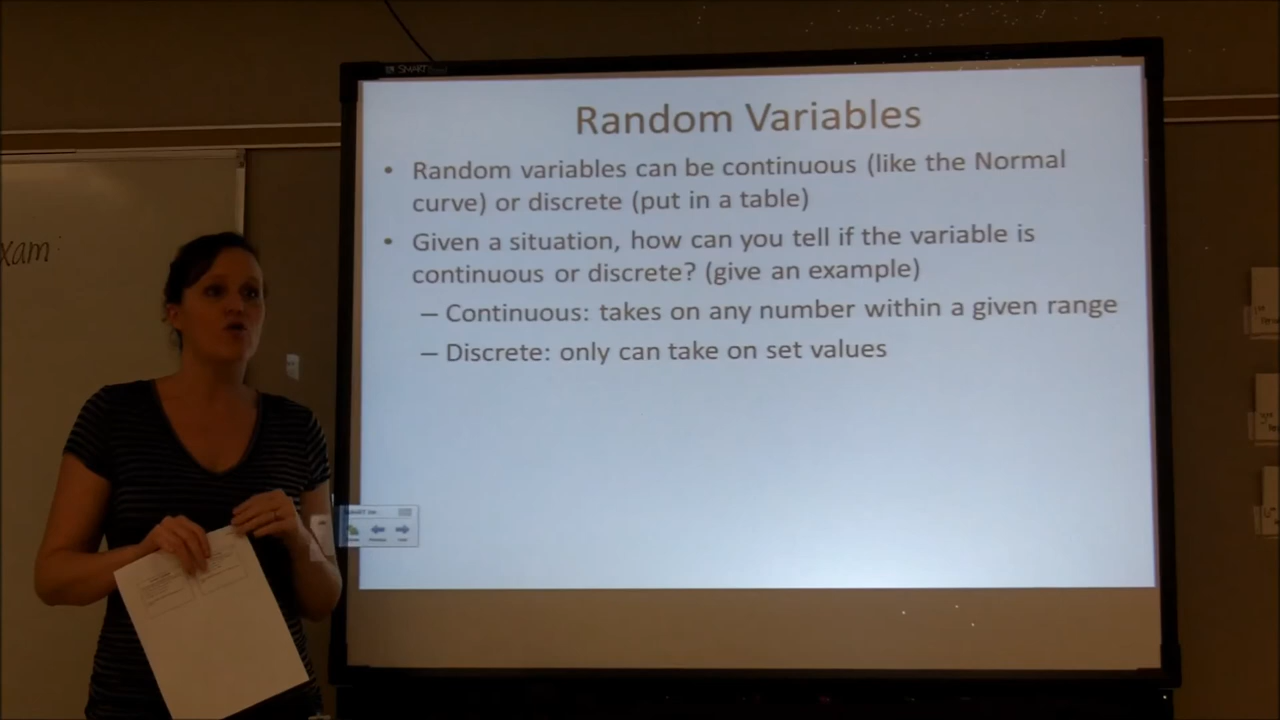 SMART
Random Variables
• Random variables can be continuous (like the Normal
curve) or discrete (put in a table)
• Given a situation, how can you tell if the variable is
continuous or discrete? (give an example)
– Continuous: takes on any number within a given range
– Discrete: only can take on set values
xam: